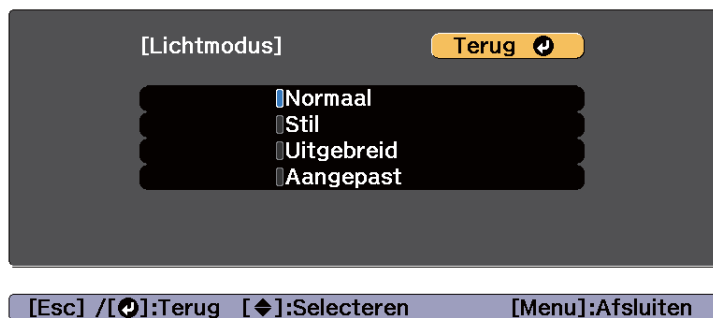 [Lichtmodus] Terug
Normaal
Stil
Uitgebreid
Aangepast
[Esc] /[⏎]:Terug [◆]:Selecteren [Menu]:Afsluiten